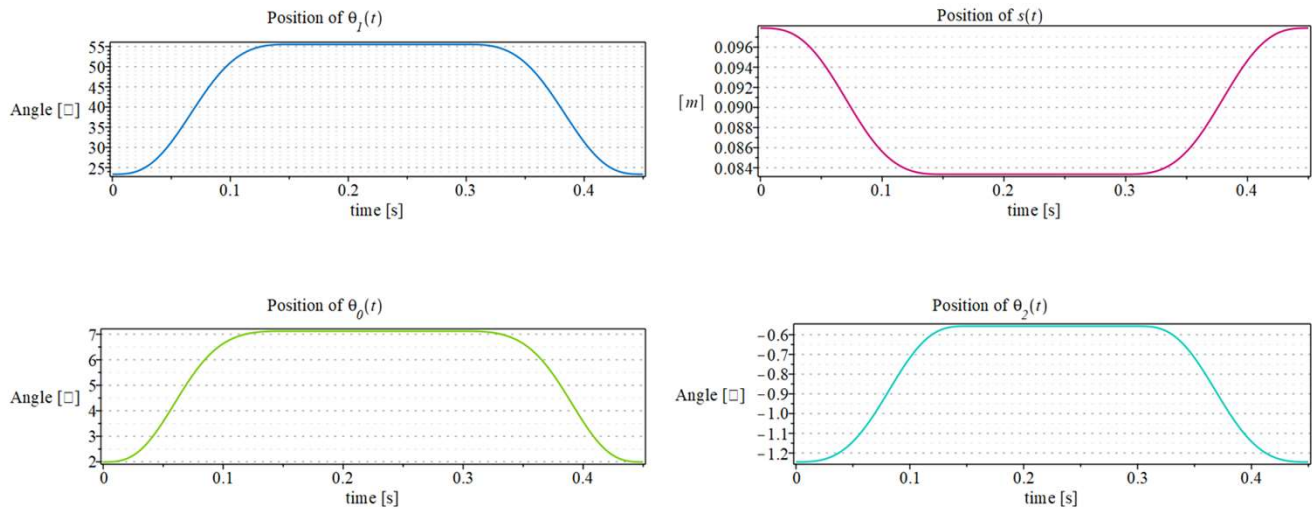 Position of θ₁(t)
55
50
45
Angle [□] 40
35
30
25
0 0.1 0.2 0.3 0.4
time [s]
Position of s(t)
0.096
0.094
0.092
[m] 0.090
0.088
0.086
0.084
0 0.1 0.2 0.3 0.4
time [s]
Position of θ₀(t)
7
6
5
Angle [□] 4
3
2
0 0.1 0.2 0.3 0.4
time [s]
Position of θ₂(t)
−0.6
−0.7
−0.8
Angle [□] −0.9
−1.0
−1.1
−1.2
0 0.1 0.2 0.3 0.4
time [s]